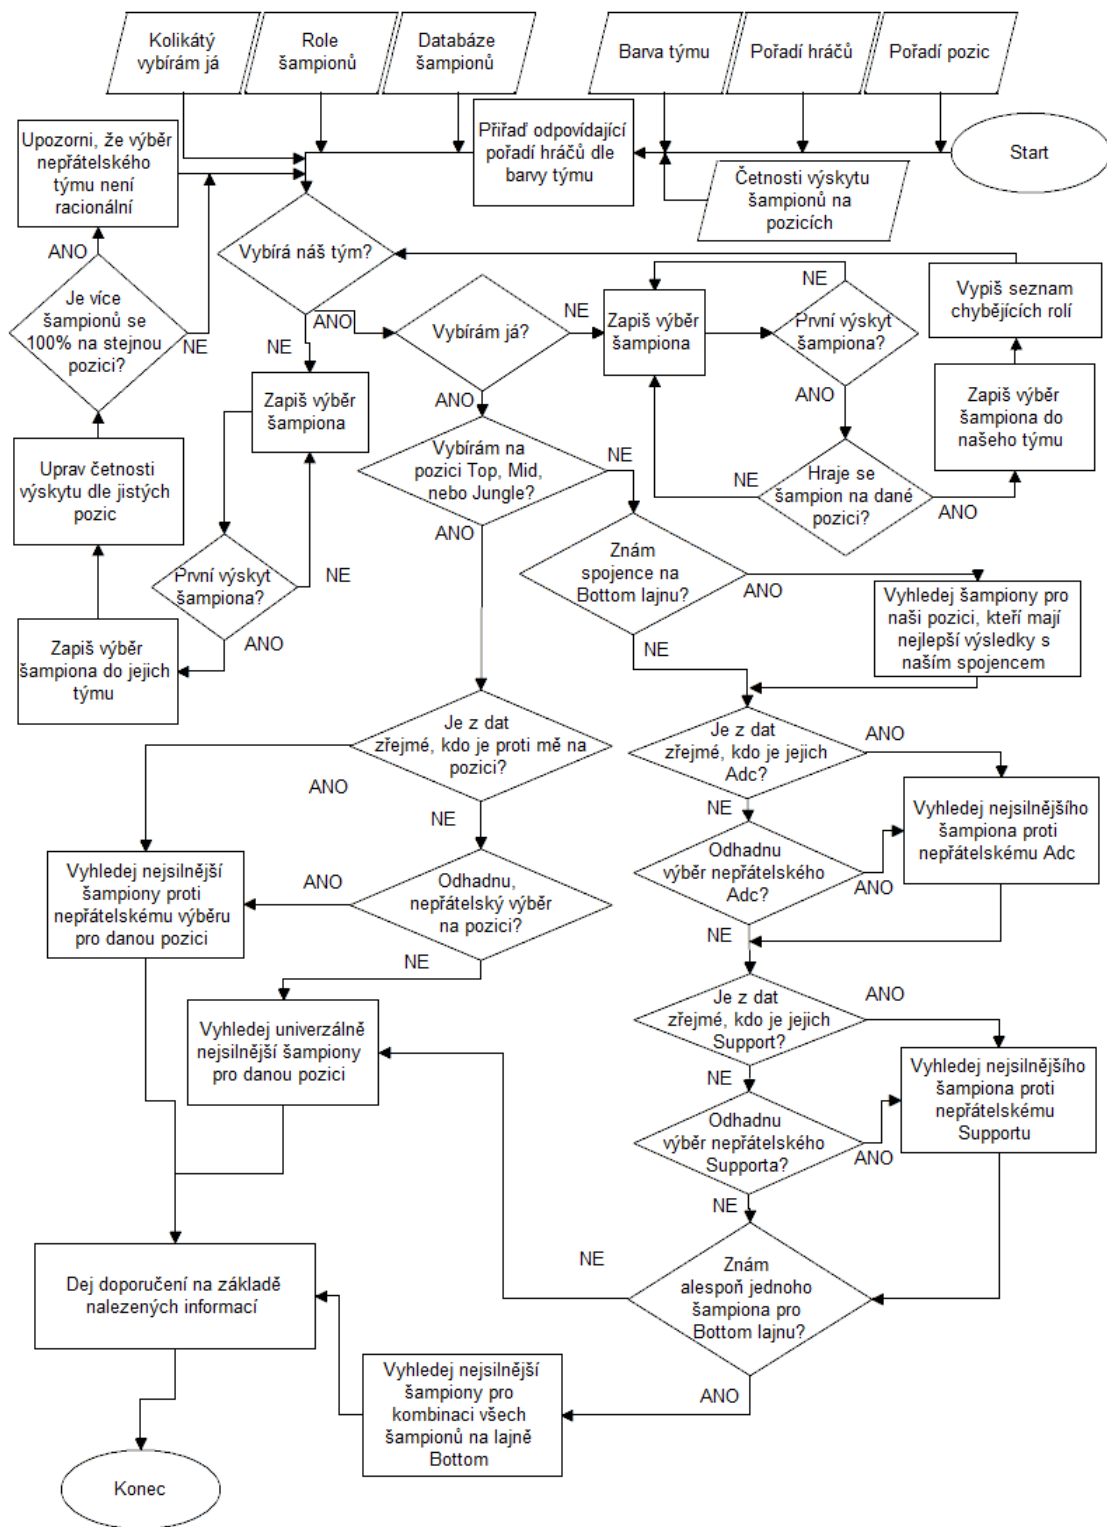 Kolikátý
vybírám já
Role
šampionů
Databáze
šampionů
Barva týmu
Pořadí hráčů
Pořadí pozic
Upozorni, že výběr
nepřátelského
týmu není
racionální
Přiřaď odpovídající
pořadí hráčů dle
barvy týmu
Start
Četnosti výskytu
šampionů na
pozicích
ANO
Vybírá náš tým?
NE
Vypiš seznam
chybějících rolí
Je více
šampionů se
100% na stejnou
pozici?
NE
ANO
Vybírám já?
NE
Zapiš výběr
šampiona
První výskyt
šampiona?
NE
ANO
ANO
Zapiš výběr
šampiona
Zapiš výběr
šampiona do
našeho týmu
Uprav četnosti
výskytu dle jistých
pozic
Vybírám na
pozici Top, Mid,
nebo Jungle?
NE
NE
Hraje se
šampion na dané
pozici?
ANO
ANO
První výskyt
šampiona?
NE
ANO
Znám
spojence na
Bottom lajnu?
ANO
NE
Vyhledej šampiony pro
naši pozici, kteří mají
nejlepší výsledky s
naším spojencem
Zapiš výběr
šampiona do jejich
týmu
Je z dat
zřejmé, kdo je proti mě na
pozici?
ANO
NE
Je z dat
zřejmé, kdo je jejich
Adc?
ANO
NE
Vyhledej nejsilnějšího
šampiona proti
nepřátelskému Adc
Vyhledej nejsilnější
šampiony proti
nepřátelskému výběru
pro danou pozici
ANO
Odhadnu,
nepřátelský výběr
na pozici?
NE
Odhadnu
výběr nepřátelského
Adc?
ANO
NE
Vyhledej univerzálně
nejsilnější šampiony
pro danou pozici
Je z dat
zřejmé, kdo je jejich
Support?
ANO
NE
Vyhledej nejsilnějšího
šampiona proti
nepřátelskému
Supportu
Odhadnu
výběr nepřátelského
Supporta?
ANO
NE
Dej doporučení na základě
nalezených informací
NE
Znám
alespoň jednoho
šampiona pro
Bottom lajnu?
ANO
Vyhledej nejsilnější
šampiony pro
kombinaci všech
šampionů na lajně
Bottom
Konec